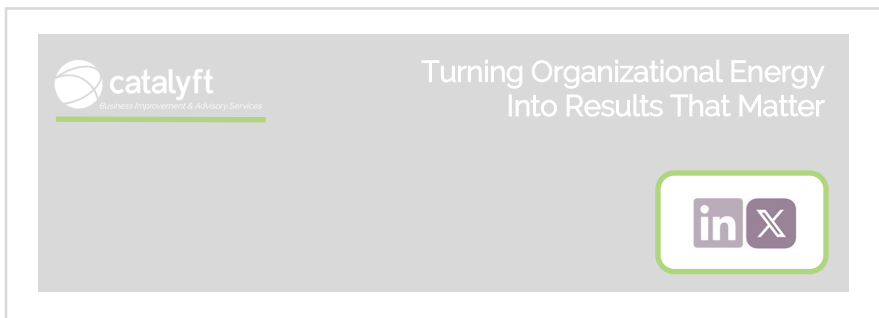 catalyft
Business Improvement & Advisory Services
Turning Organizational Energy
Into Results That Matter
in X